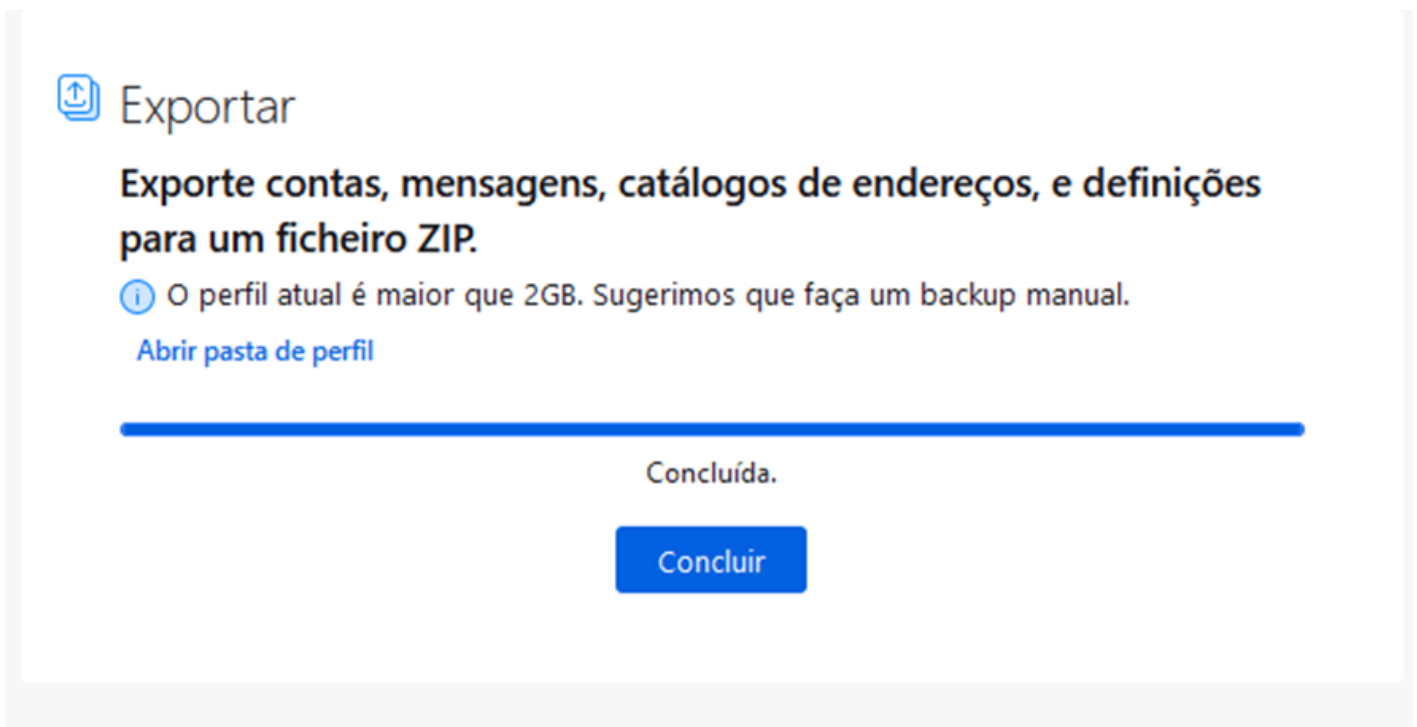 Exportar
Exporte contas, mensagens, catálogos de endereços, e definições
para um ficheiro ZIP.
O perfil atual é maior que 2GB. Sugerimos que faça um backup manual.
Abrir pasta de perfil
Concluída.
Concluir